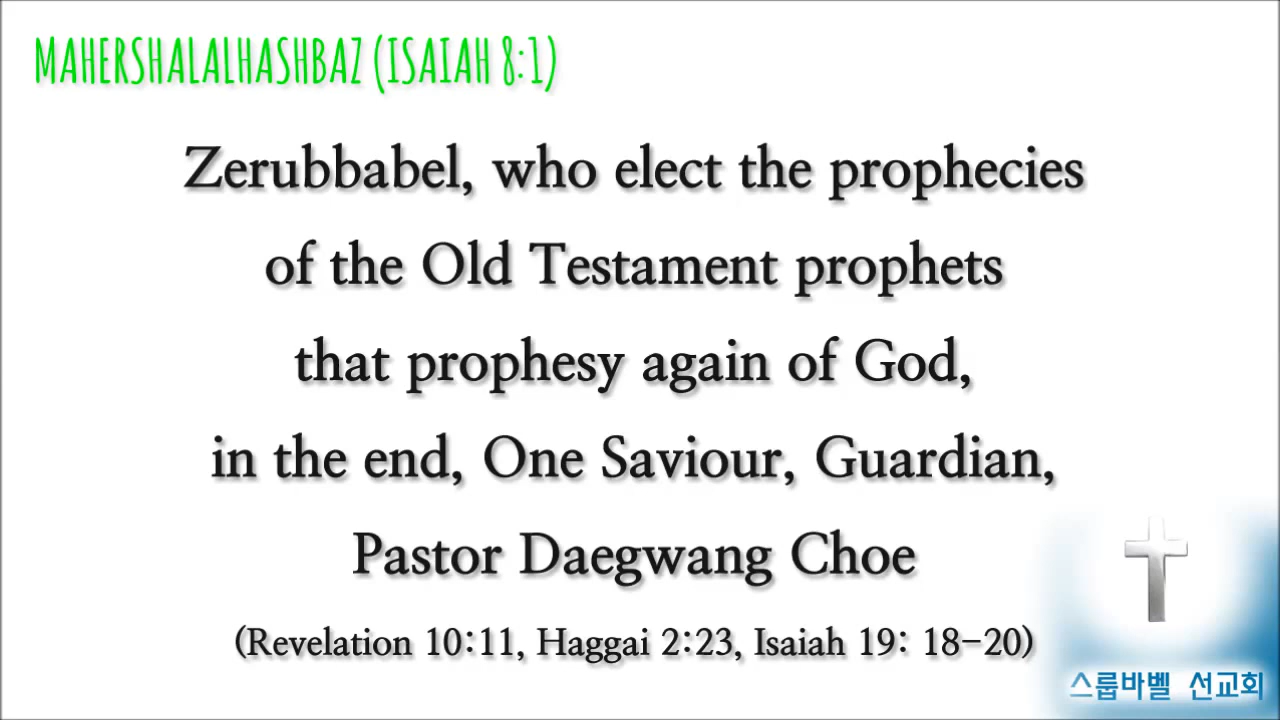 MAHERSHALALHASHBAZ (ISAIAH 8:1)
Zerubbabel, who elect the prophecies
of the Old Testament prophets
that prophesy again of God,
in the end, One Saviour, Guardian,
Pastor Daegwang Choe
(Revelation 10:11, Haggai 2:23, Isaiah 19: 18-20)
스룹바벨 선교회